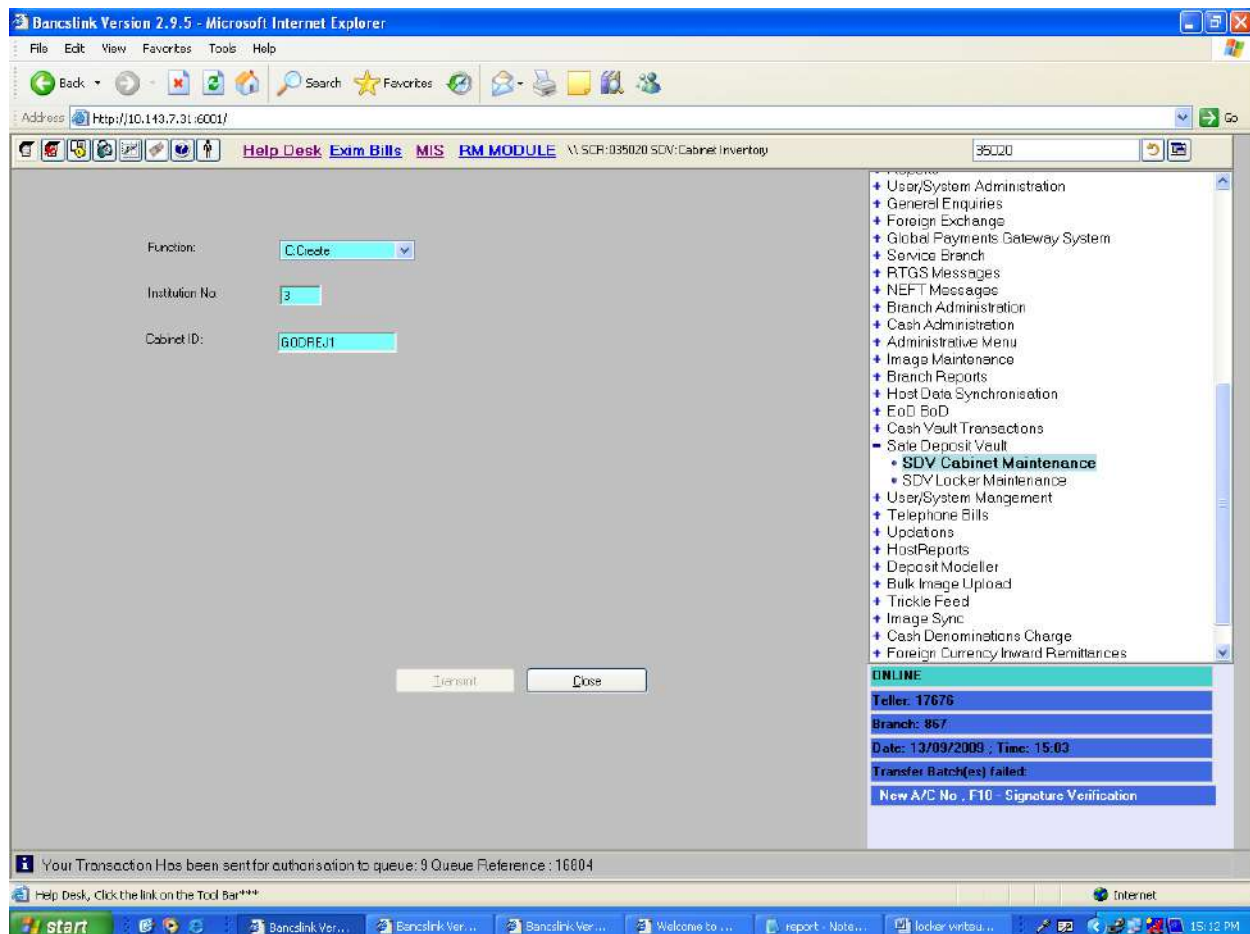 Bancslink Version 2.9.5 - Microsoft Internet Explorer
File Edit View Favorites Tools Help
Back Search Favorites
Address http://10.143.7.31:6001/ Go
Help Desk Exim Bills MIS RM MODULE \\ SCR:035020 SDV:Cabinet Inventory 35020
Function: C:Create
Institution No: 3
Cabinet ID: GODREJ1
Transmit Close
Reports
+ User/System Administration
+ General Enquiries
+ Foreign Exchange
+ Global Payments Gateway System
+ Service Branch
+ RTGS Messages
+ NEFT Messages
+ Branch Administration
+ Cash Administration
+ Administrative Menu
+ Image Maintenance
+ Branch Reports
+ Host Data Synchronisation
+ EoD BoD
+ Cash Vault Transactions
- Safe Deposit Vault
• SDV Cabinet Maintenance
• SDV Locker Maintenance
+ User/System Mangement
+ Telephone Bills
+ Updations
+ HostReports
+ Deposit Modeller
+ Bulk Image Upload
+ Trickle Feed
+ Image Sync
+ Cash Denominations Charge
+ Foreign Currency Inward Remittances
ONLINE
Teller: 17676
Branch: 867
Date: 13/09/2009 ; Time: 15:03
Transfer Batch(es) failed:
New A/C No , F10 - Signature Verification
Your Transaction Has been sent for authorisation to queue: 9 Queue Reference : 16804
Help Desk, Click the link on the Tool Bar*** Internet
start Bancslink Ver... Bancslink Ver... Bancslink Ver... Welcome to ... report - Note... locker writeu... 15:12 PM